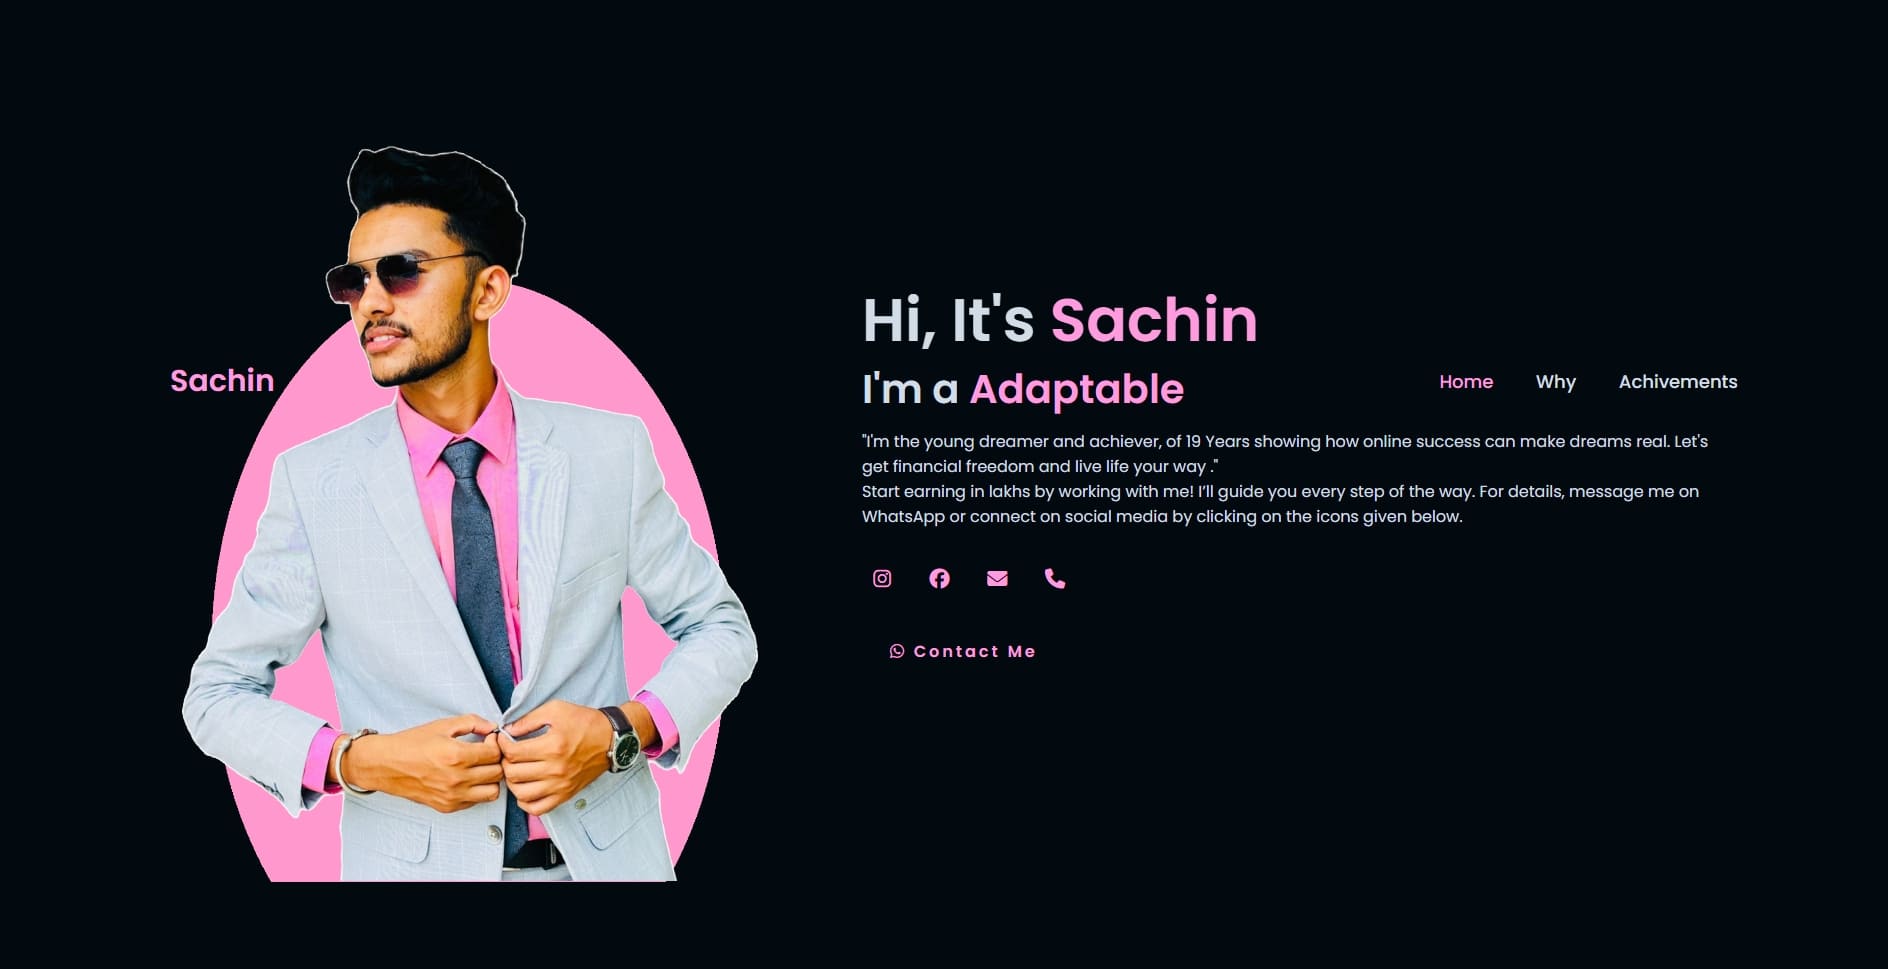 Sachin
Home Why Achivements
Hi, It's Sachin
I'm a Adaptable
"I'm the young dreamer and achiever, of 19 Years showing how online success can make dreams real. Let's
get financial freedom and live life your way ."
Start earning in lakhs by working with me! I’ll guide you every step of the way. For details, message me on
WhatsApp or connect on social media by clicking on the icons given below.
Contact Me